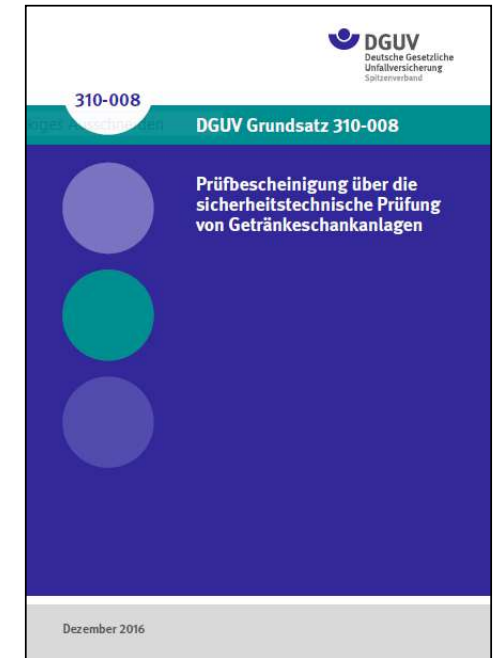 DGUV
Deutsche Gesetzliche
Unfallversicherung
Spitzenverband
310-008
DGUV Grundsatz 310-008
Prüfbescheinigung über die
sicherheitstechnische Prüfung
von Getränkeschankanlagen
Dezember 2016